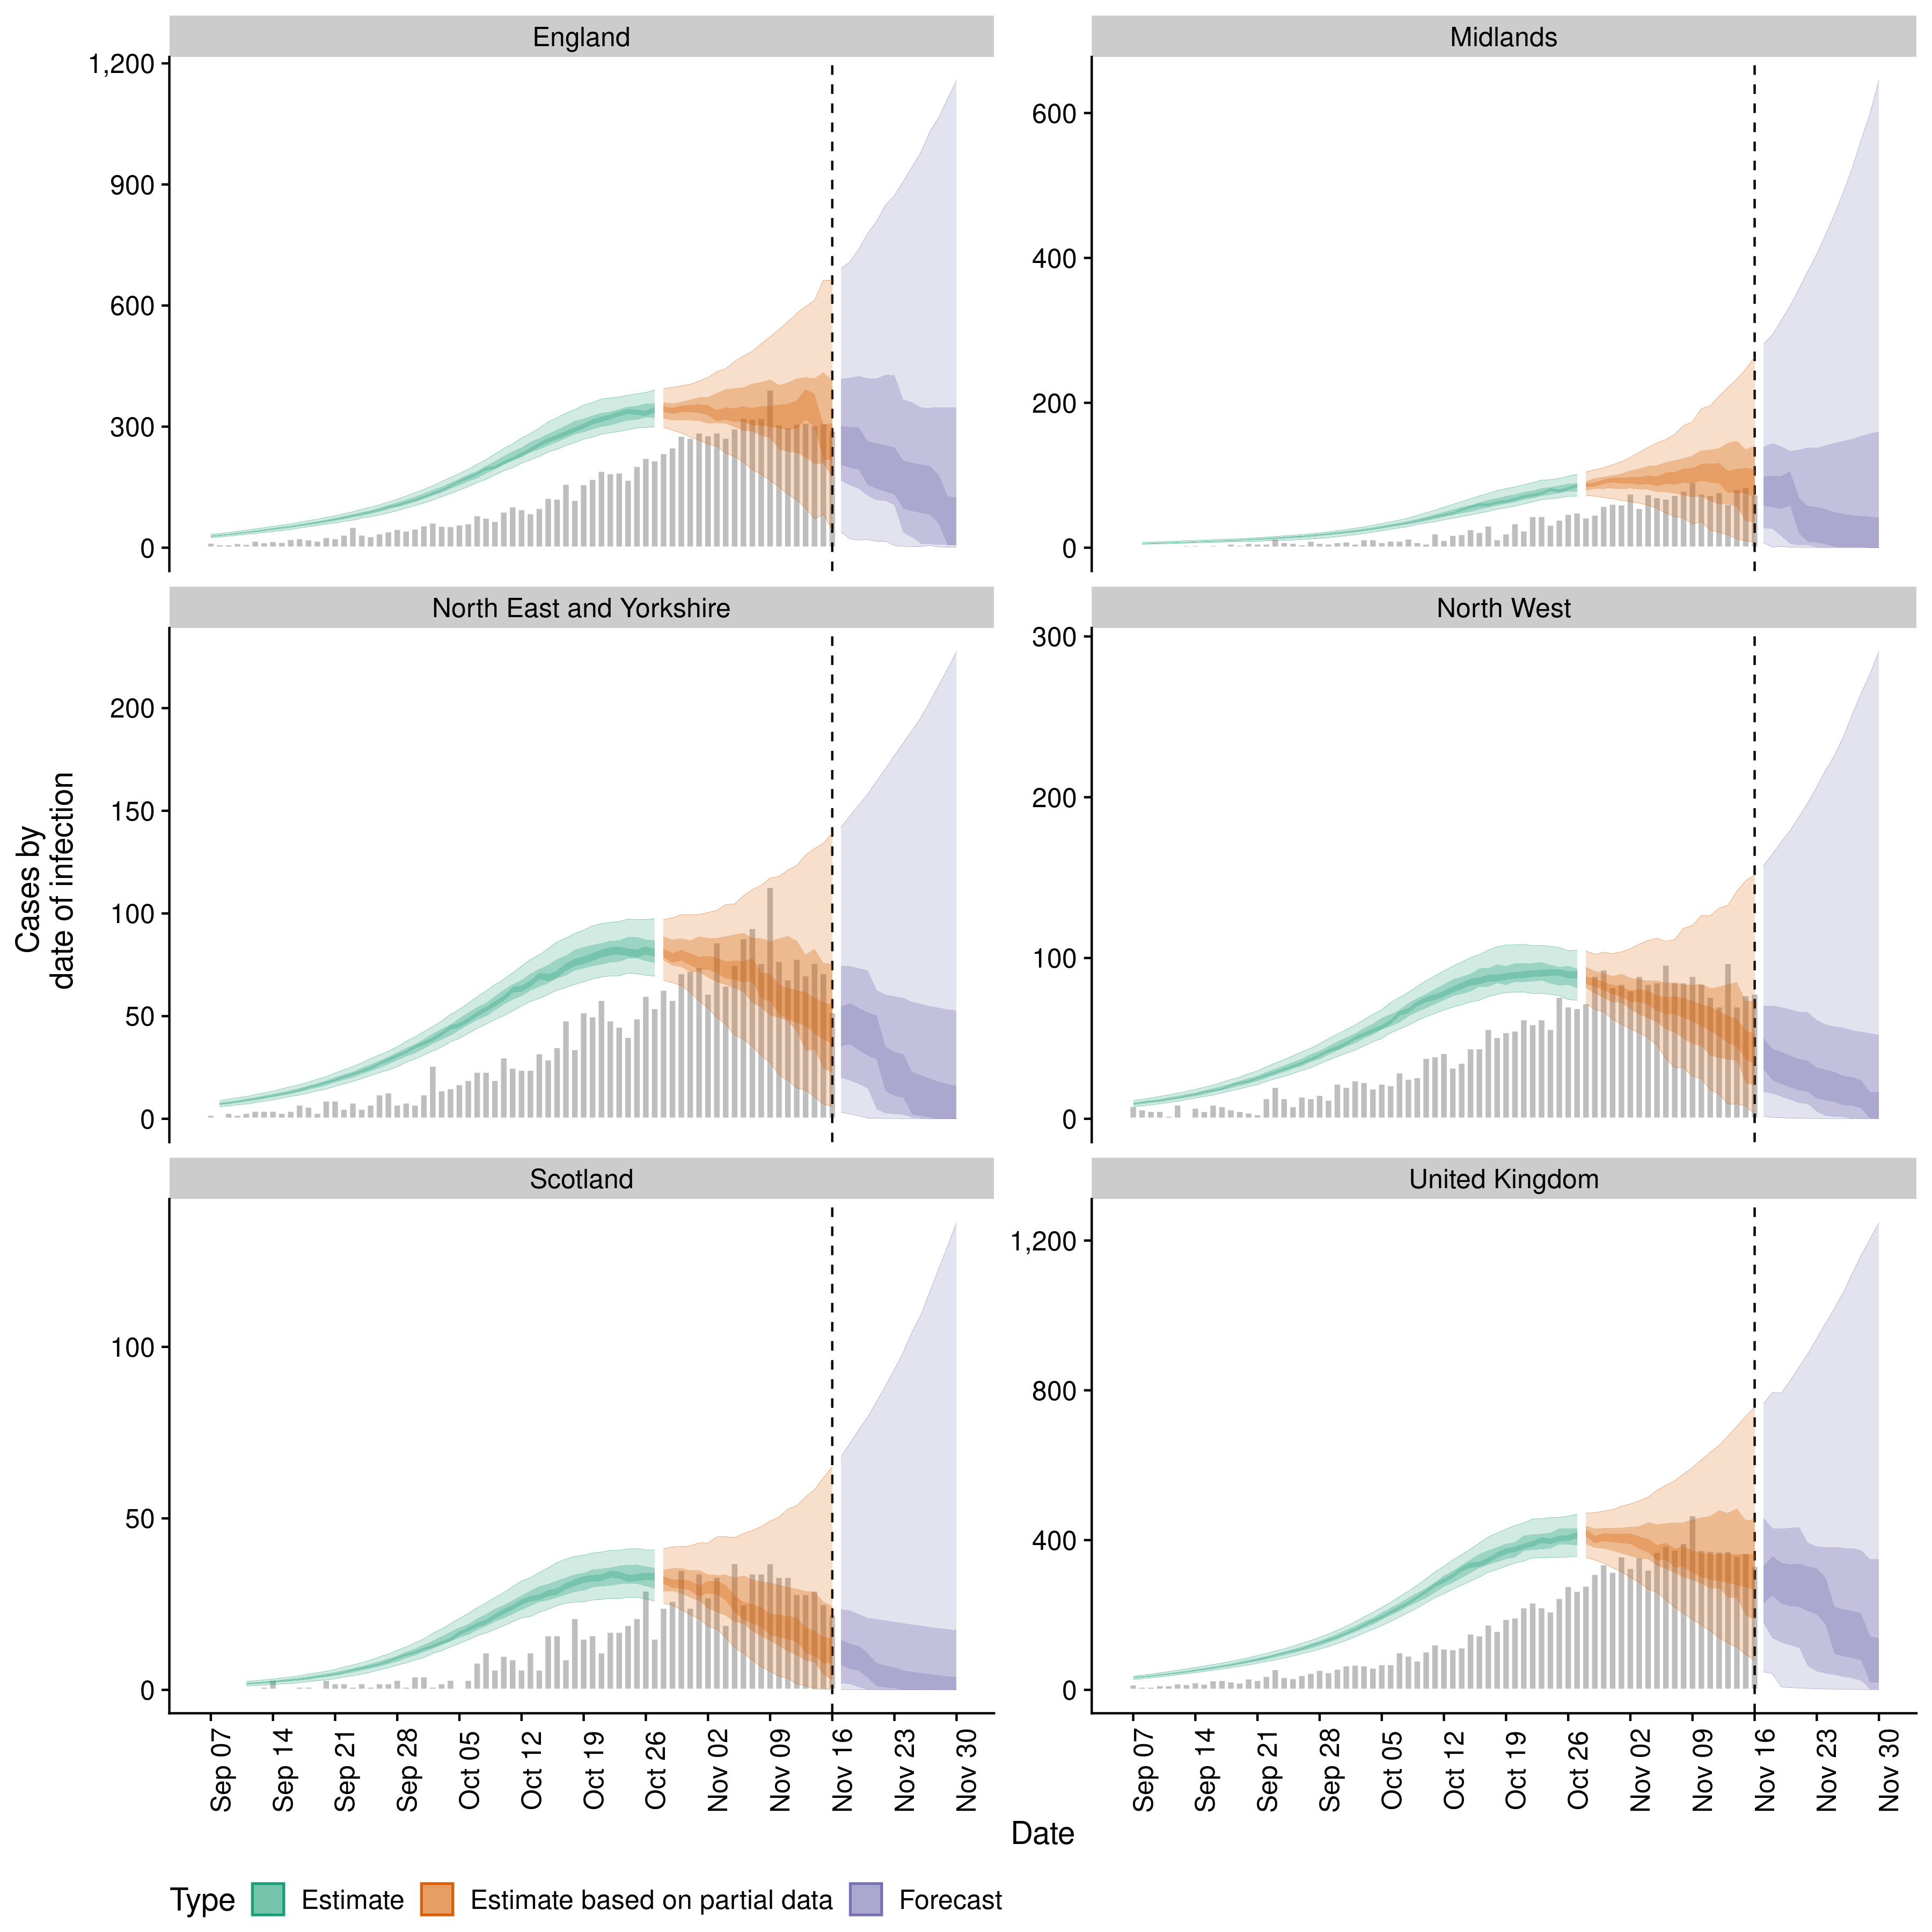 England
Midlands
1,200
900
600
300
0
600
400
200
0
North East and Yorkshire
North West
200
150
100
50
0
300
200
100
0
Scotland
United Kingdom
100
50
0
1,200
800
400
0
Cases by
date of infection
Sep 07
Sep 14
Sep 21
Sep 28
Oct 05
Oct 12
Oct 19
Oct 26
Nov 02
Nov 09
Nov 16
Nov 23
Nov 30
Sep 07
Sep 14
Sep 21
Sep 28
Oct 05
Oct 12
Oct 19
Oct 26
Nov 02
Nov 09
Nov 16
Nov 23
Nov 30
Date
Type Estimate Estimate based on partial data Forecast